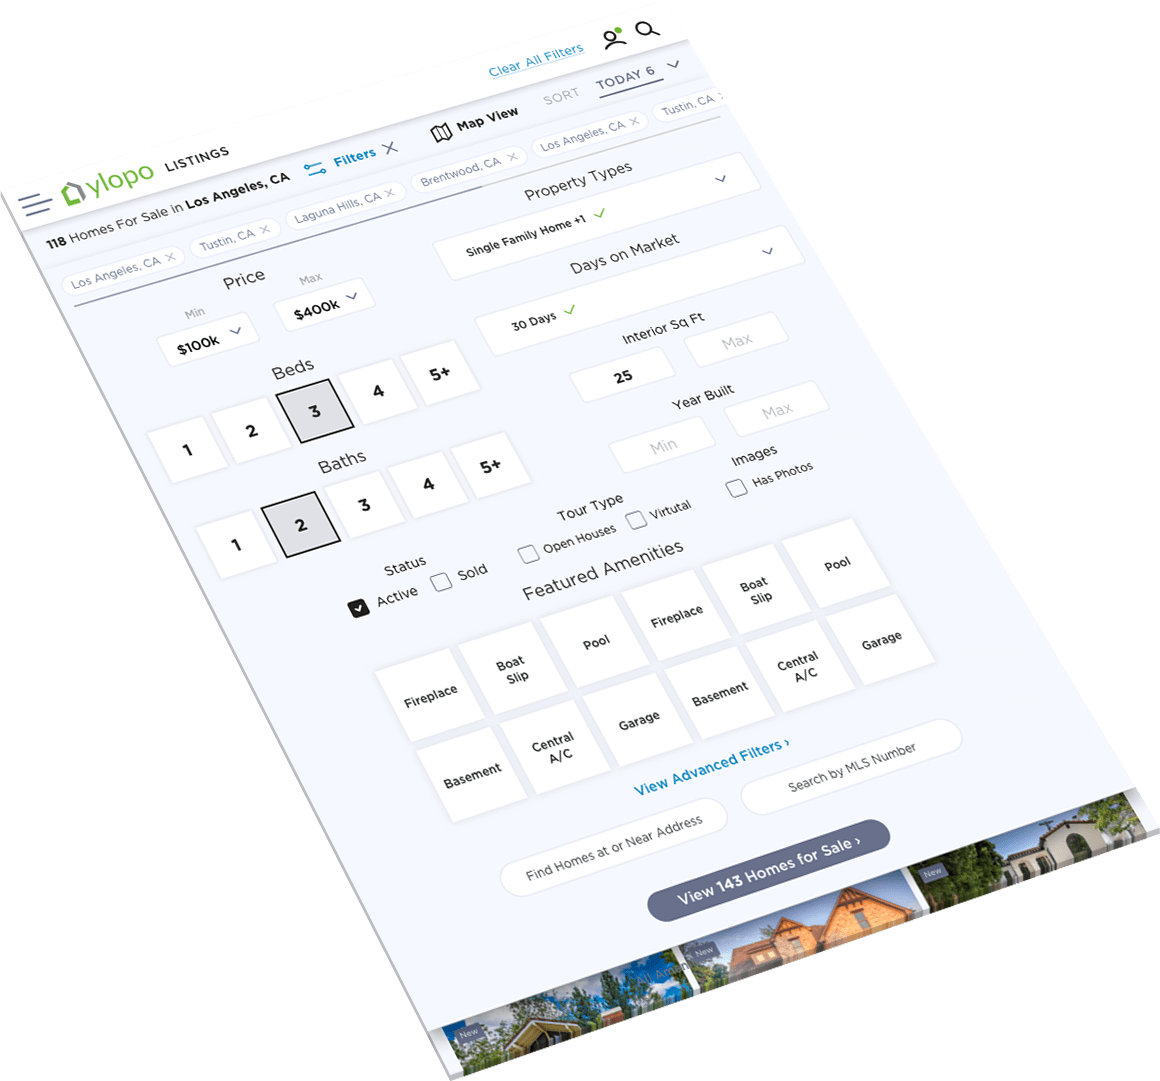 Clear All Filters
ylopo LISTINGS
118 Homes For Sale in Los Angeles, CA
Filters
Map View
SORT
TODAY 6
Los Angeles, CA
Tustin, CA
Laguna Hills, CA
Brentwood, CA
Los Angeles, CA
Tustin, CA
Price
Min
Max
$100k
$400k
Beds
1
2
3
4
5+
Baths
1
2
3
4
5+
Status
Active
Sold
Property Types
Single Family Home +1
Days on Market
30 Days
Interior Sq Ft
25
Max
Year Built
Min
Max
Tour Type
Open Houses
Virtutal
Images
Has Photos
Featured Amenities
Fireplace
Boat
Slip
Pool
Fireplace
Boat
Slip
Pool
Basement
Central
A/C
Garage
Basement
Central
A/C
Garage
View Advanced Filters ›
Find Homes at or Near Address
Search by MLS Number
View 143 Homes for Sale ›
New
New
New